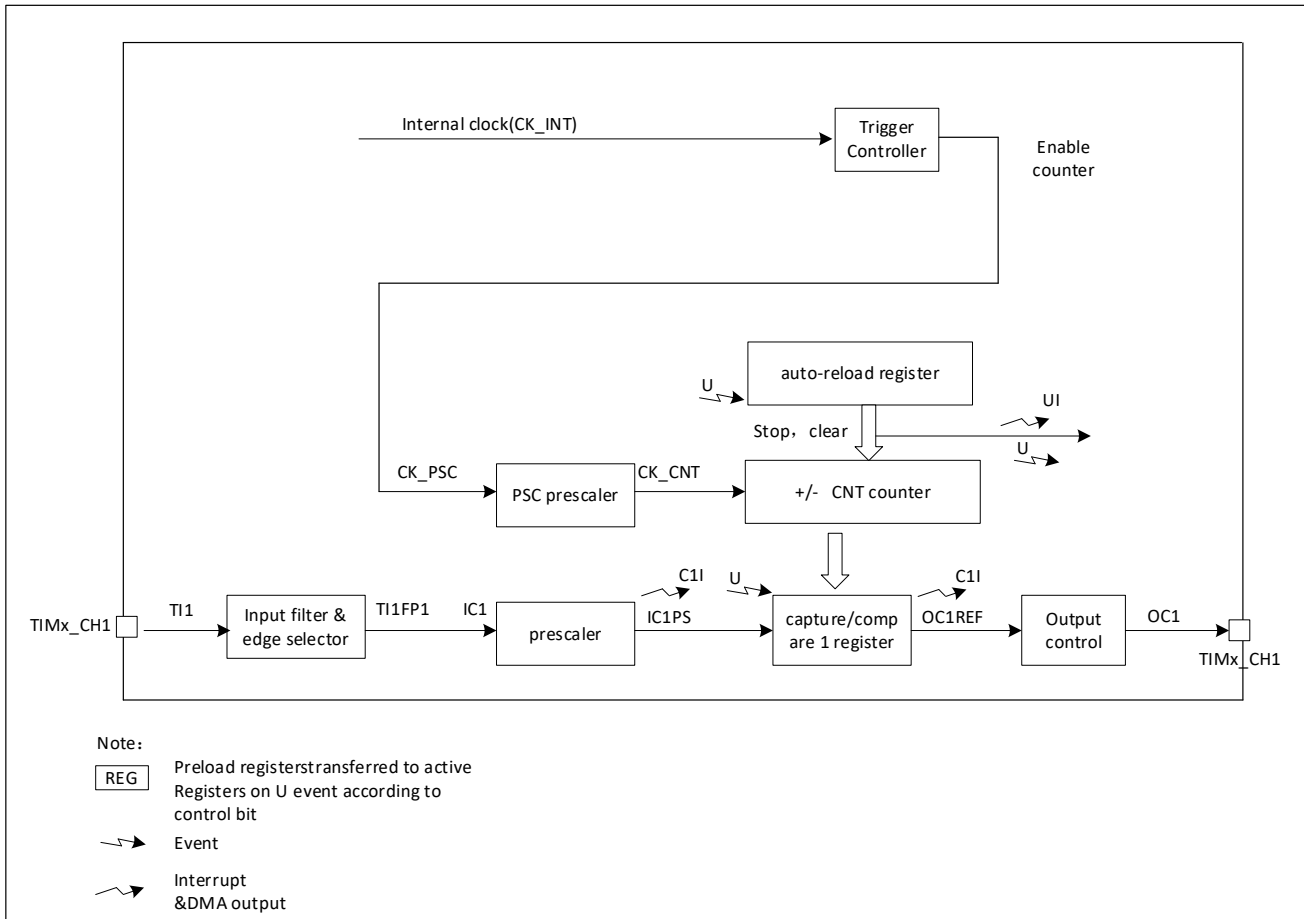 Internal clock(CK_INT)
Trigger
Controller
Enable
counter
auto-reload register
U
UI
Stop，clear
U
CK_PSC
CK_CNT
PSC prescaler
+/- CNT counter
C1I
U
C1I
TIMx_CH1
TI1
Input filter &
edge selector
TI1FP1
IC1
prescaler
IC1PS
capture/comp
are 1 register
OC1REF
Output
control
OC1
TIMx_CH1
Note：
REG
Preload registerstransferred to active
Registers on U event according to
control bit
Event
Interrupt
&DMA output